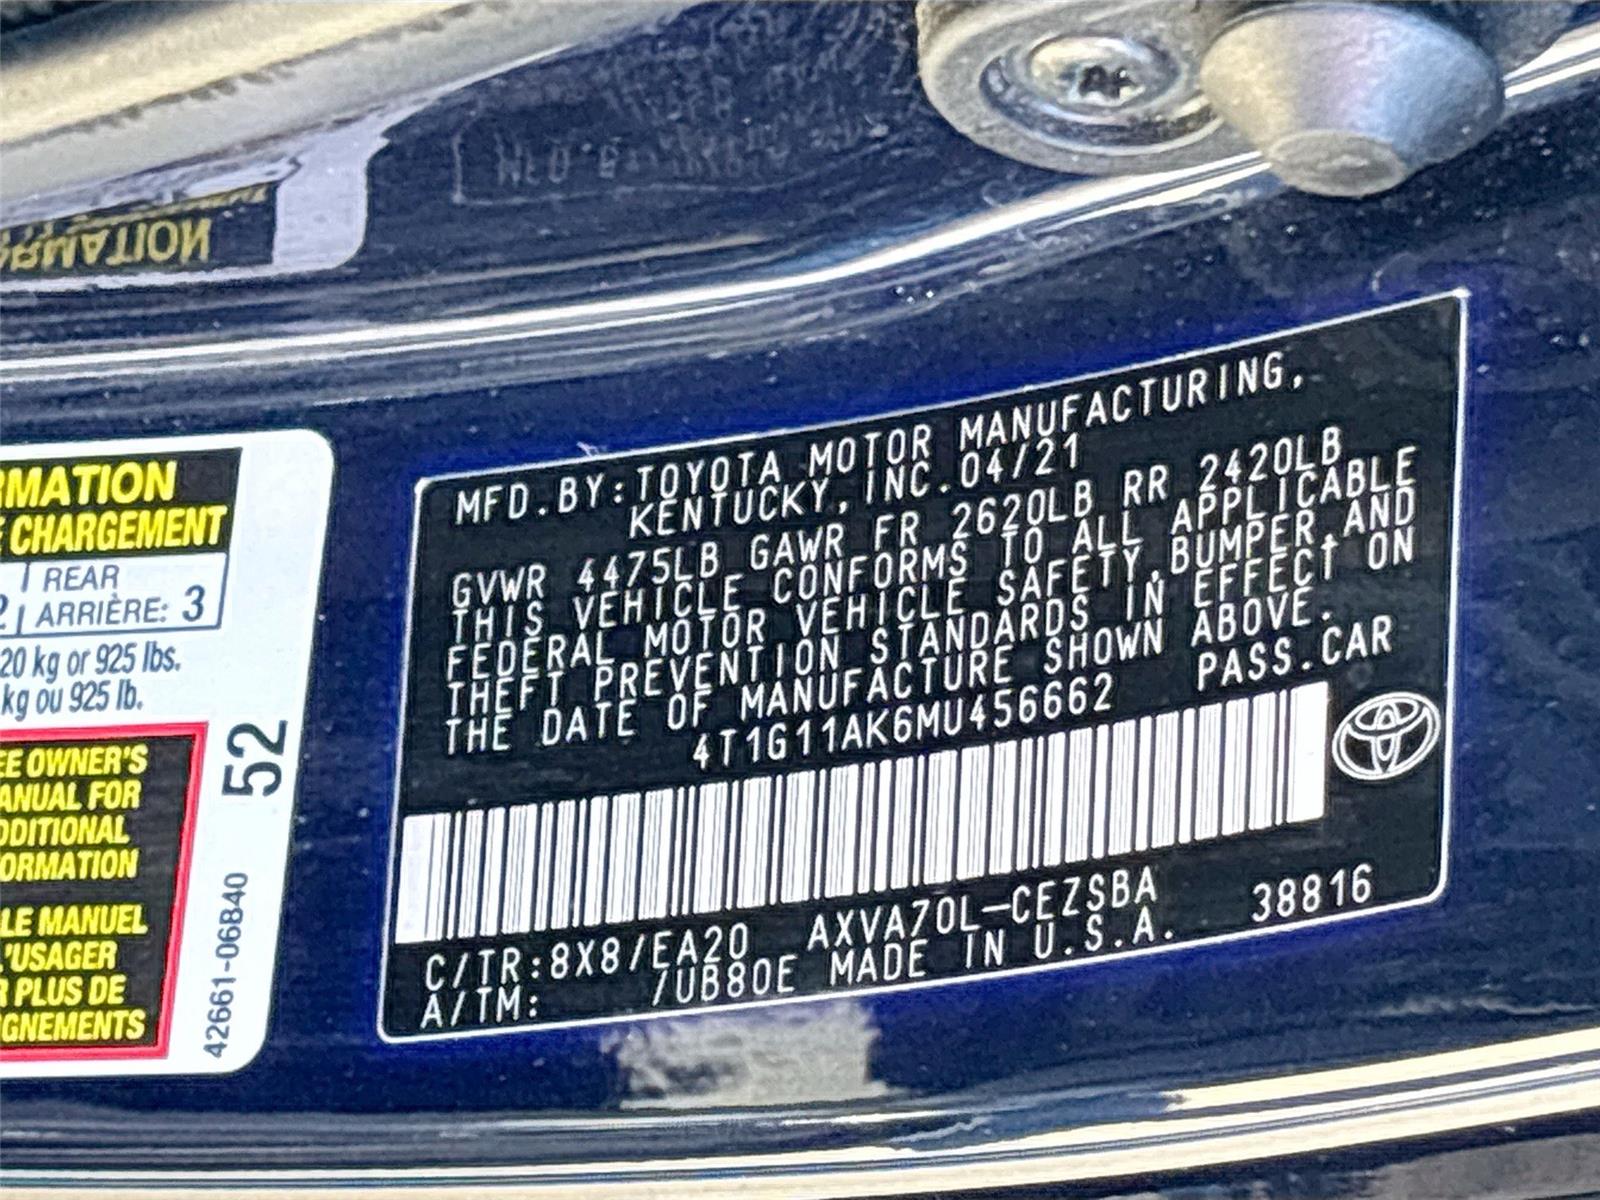 RMATION
E CHARGEMENT
REAR
ARRIÈRE: 3
20 kg or 925 lbs.
kg ou 925 lb.
EE OWNER'S
ANUAL FOR
DDITIONAL
FORMATION
LE MANUEL
L'USAGER
R PLUS DE
IGNEMENTS
52
42661-06B40
MFD.BY:TOYOTA MOTOR MANUFACTURING,
KENTUCKY, INC.04/21
GVWR 4475LB GAWR FR 2620LB RR 2420LB
THIS VEHICLE CONFORMS TO ALL APPLICABLE
FEDERAL MOTOR VEHICLE SAFETY,BUMPER,AND
THEFT PREVENTION STANDARDS IN EFFECT ON
THE DATE OF MANUFACTURE SHOWN ABOVE.
4T1G11AK6MU456662 PASS.CAR
C/TR:8X8/EA20 AXVA70L-CEZSBA 38816
A/TM: /UB80E MADE IN U.S.A.